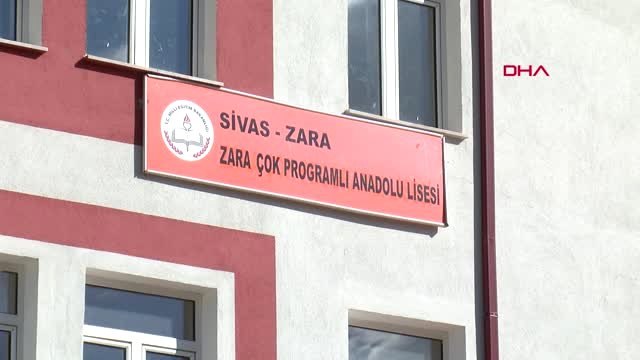 DHA
SİVAS - ZARA
ZARA ÇOK PROGRAMLI ANADOLU LİSESİ